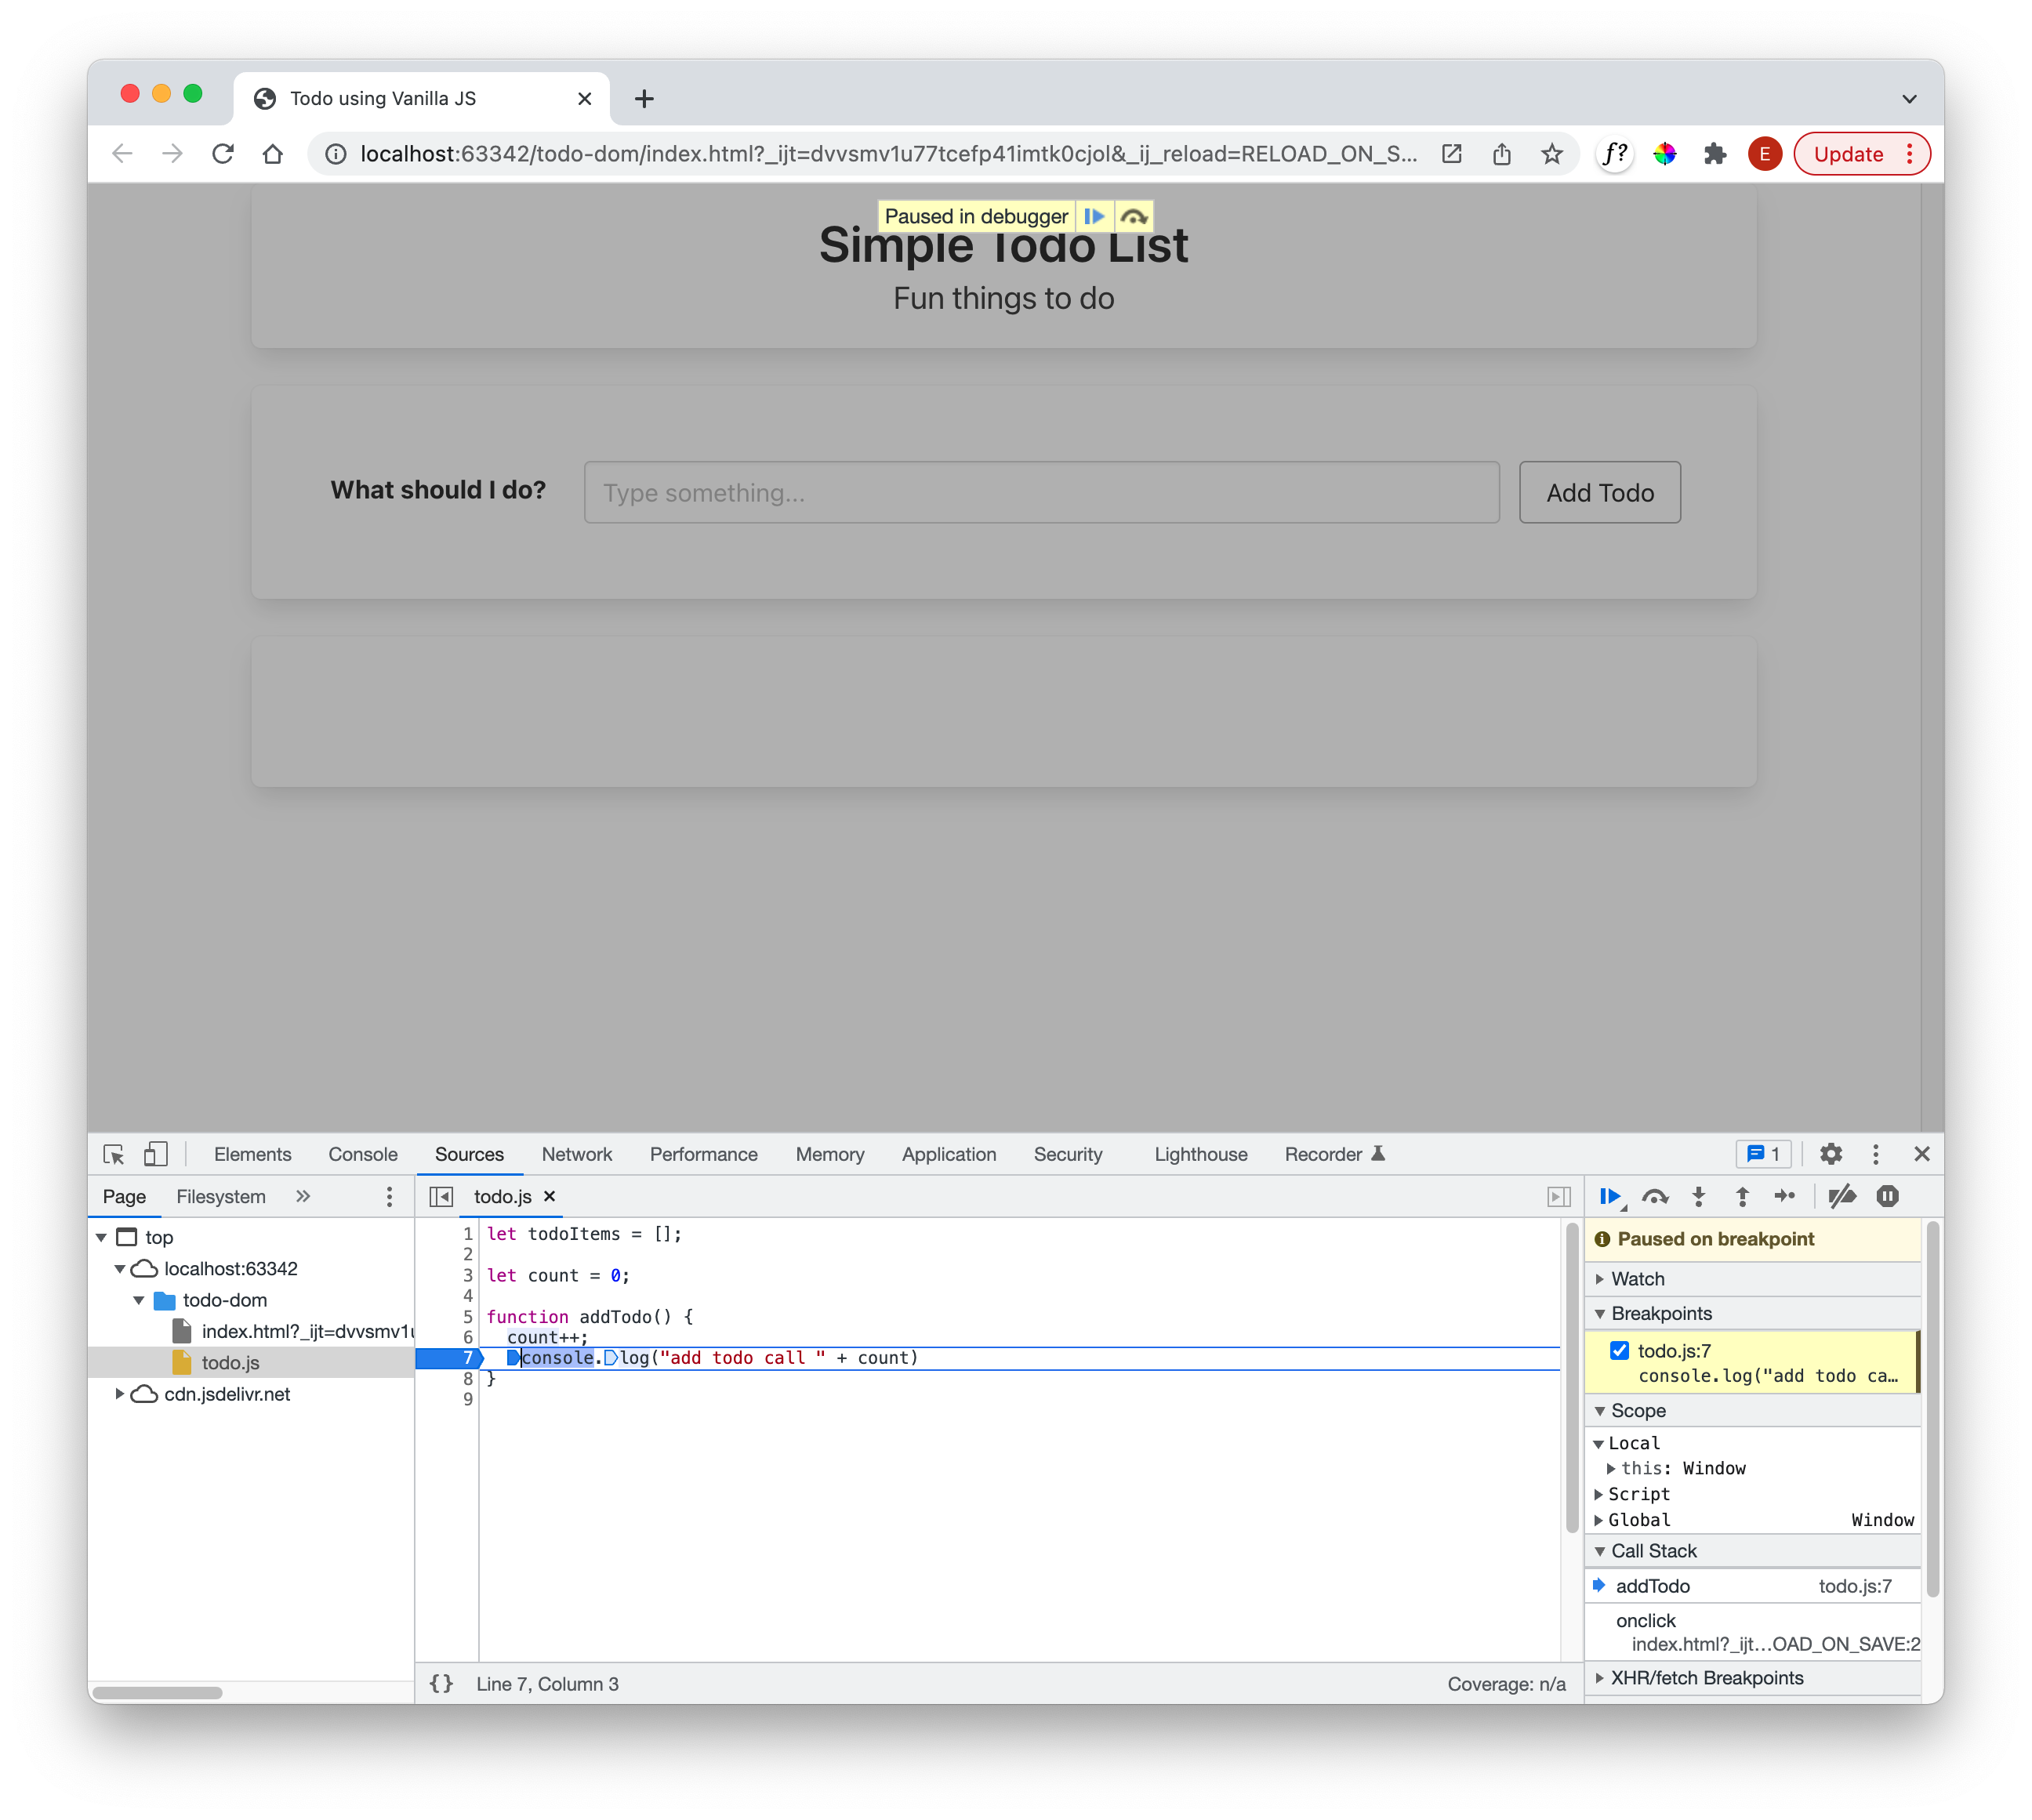 Todo using Vanilla JS
localhost:63342/todo-dom/index.html?_ijt=dvvsmv1u77tcefp41imtk0cjol&_ij_reload=RELOAD_ON_S...
f?
E
Update
Paused in debugger
Simple Todo List
Fun things to do
What should I do?
Type something...
Add Todo
Elements
Console
Sources
Network
Performance
Memory
Application
Security
Lighthouse
Recorder
1
Page
Filesystem
top
localhost:63342
todo-dom
index.html?_ijt=dvvsmv1u
todo.js
cdn.jsdelivr.net
todo.js
1 let todoItems = [];
2
3 let count = 0;
4
5 function addTodo() {
6 count++;
7 console.log("add todo call " + count)
8 }
9
{} Line 7, Column 3
Coverage: n/a
Paused on breakpoint
Watch
Breakpoints
todo.js:7
console.log("add todo ca…
Scope
Local
this: Window
Script
Global Window
Call Stack
addTodo todo.js:7
onclick
index.html?_ijt…OAD_ON_SAVE:2
XHR/fetch Breakpoints